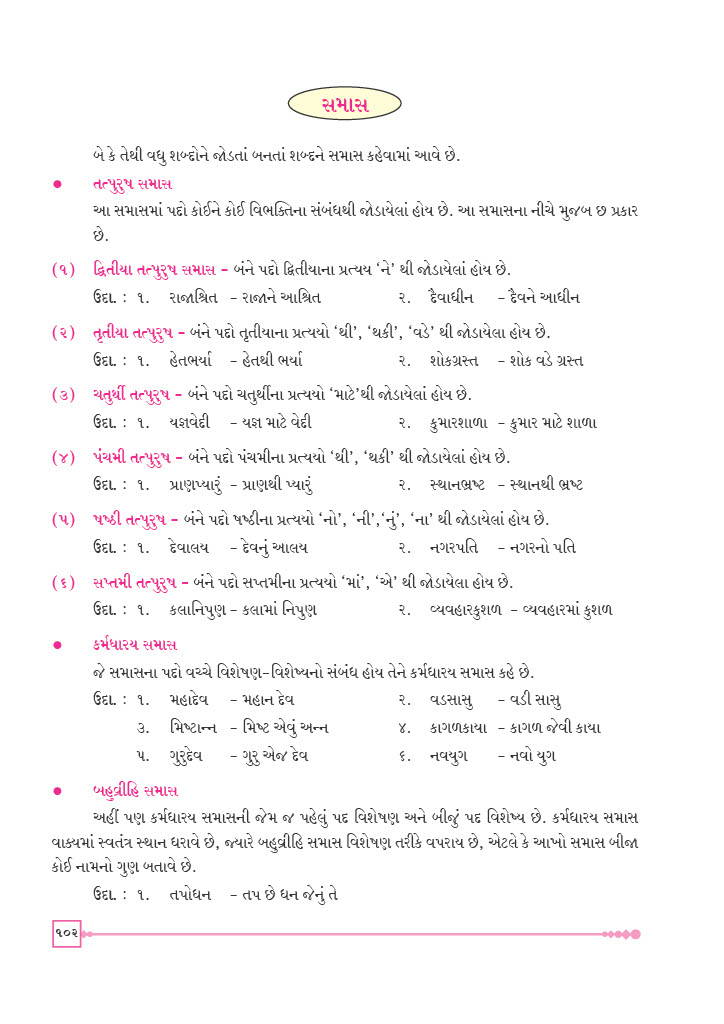 સમાસ
બે કે તેથી વધુ શબ્દોને જોડતાં બનતાં શબ્દને સમાસ કહેવામાં આવે છે.
● તત્પુરુષ સમાસ
આ સમાસમાં પદો કોઈને કોઈ વિભક્તિના સંબંધથી જોડાયેલાં હોય છે. આ સમાસના નીચે મુજબ છ પ્રકાર
છે.
(૧) દ્વિતીયા તત્પુરુષ સમાસ – બંને પદો દ્વિતીયાના પ્રત્યય ‘ને’ થી જોડાયેલાં હોય છે.
ઉદા. : ૧. રાજાશ્રિત – રાજાને આશ્રિત ૨. દૈવાધીન – દૈવને આધીન
(૨) તૃતીયા તત્પુરુષ – બંને પદો તૃતીયાના પ્રત્યયો ‘થી’, ‘થકી’, ‘વડે’ થી જોડાયેલા હોય છે.
ઉદા. : ૧. હેતભર્યા – હેતથી ભર્યા ૨. શોકગ્રસ્ત – શોક વડે ગ્રસ્ત
(૩) ચતુર્થી તત્પુરુષ – બંને પદો ચતુર્થીના પ્રત્યયો ‘માટે’થી જોડાયેલાં હોય છે.
ઉદા. : ૧. યજ્ઞવેદી – યજ્ઞ માટે વેદી ૨. કુમારશાળા – કુમાર માટે શાળા
(૪) પંચમી તત્પુરુષ – બંને પદો પંચમીના પ્રત્યયો ‘થી’, ‘થકી’ થી જોડાયેલાં હોય છે.
ઉદા. : ૧. પ્રાણપ્યારું – પ્રાણથી પ્યારું ૨. સ્થાનભ્રષ્ટ – સ્થાનથી ભ્રષ્ટ
(૫) ષષ્ઠી તત્પુરુષ – બંને પદો ષષ્ઠીના પ્રત્યયો ‘નો’, ‘ની’,‘નું’, ‘ના’ થી જોડાયેલાં હોય છે.
ઉદા. : ૧. દેવાલય – દેવનું આલય ૨. નગરપતિ – નગરનો પતિ
(૬) સપ્તમી તત્પુરુષ – બંને પદો સપ્તમીના પ્રત્યયો ‘માં’, ‘એ’ થી જોડાયેલા હોય છે.
ઉદા. : ૧. કલાનિપુણ – કલામાં નિપુણ ૨. વ્યવહારકુશળ – વ્યવહારમાં કુશળ
● કર્મધારય સમાસ
જે સમાસના પદો વચ્ચે વિશેષણ–વિશેષ્યનો સંબંધ હોય તેને કર્મધારય સમાસ કહે છે.
ઉદા. : ૧. મહાદેવ – મહાન દેવ ૨. વડસાસુ – વડી સાસુ
૩. મિષ્ટાન્ન – મિષ્ટ એવું અન્ન ૪. કાગળકાયા – કાગળ જેવી કાયા
૫. ગુરુદેવ – ગુરુ એજ દેવ ૬. નવયુગ – નવો યુગ
● બહુવ્રીહિ સમાસ
અહીં પણ કર્મધારય સમાસની જેમ જ પહેલું પદ વિશેષણ અને બીજું પદ વિશેષ્ય છે. કર્મધારય સમાસ
વાક્યમાં સ્વતંત્ર સ્થાન ધરાવે છે, જ્યારે બહુવ્રીહિ સમાસ વિશેષણ તરીકે વપરાય છે, એટલે કે આખો સમાસ બીજા
કોઈ નામનો ગુણ બતાવે છે.
ઉદા. : ૧. તપોધન – તપ છે ધન જેનું તે
૧૦૨